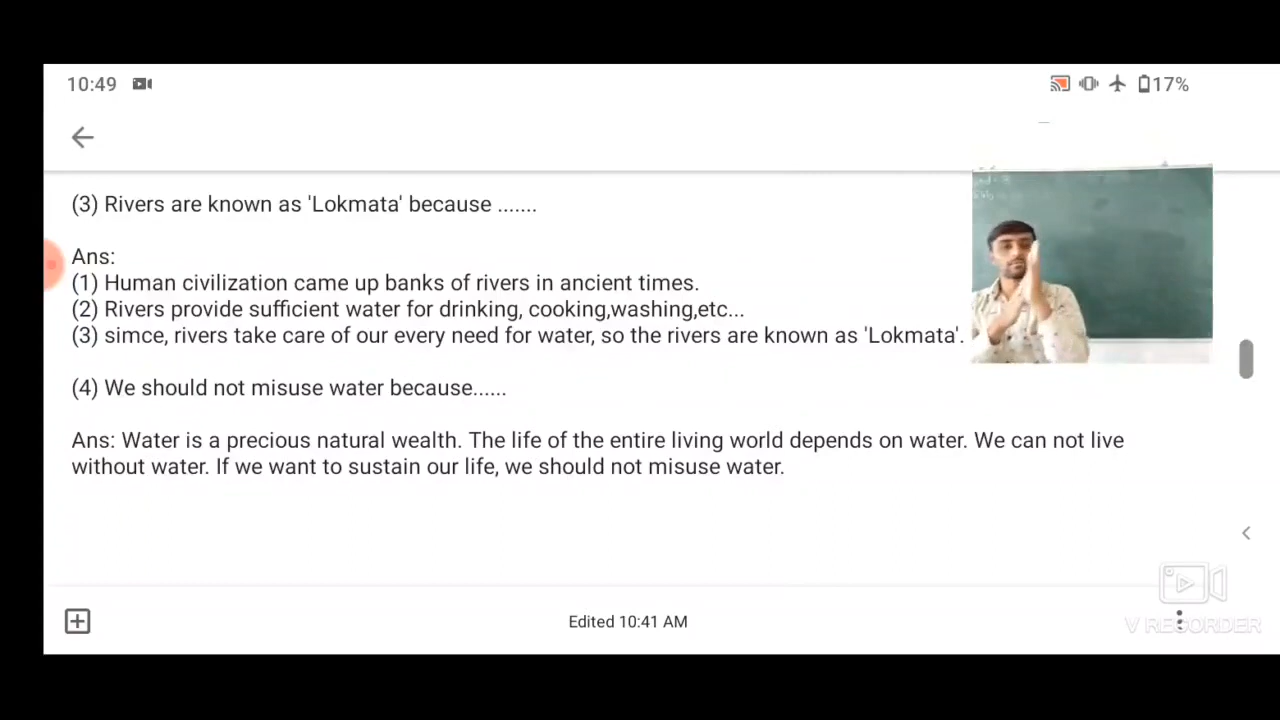 10:49 17%
(3) Rivers are known as 'Lokmata' because .......
Ans:
(1) Human civilization came up banks of rivers in ancient times.
(2) Rivers provide sufficient water for drinking, cooking,washing,etc...
(3) simce, rivers take care of our every need for water, so the rivers are known as 'Lokmata'.
(4) We should not misuse water because......
Ans: Water is a precious natural wealth. The life of the entire living world depends on water. We can not live
without water. If we want to sustain our life, we should not misuse water.
Edited 10:41 AM
V RECORDER